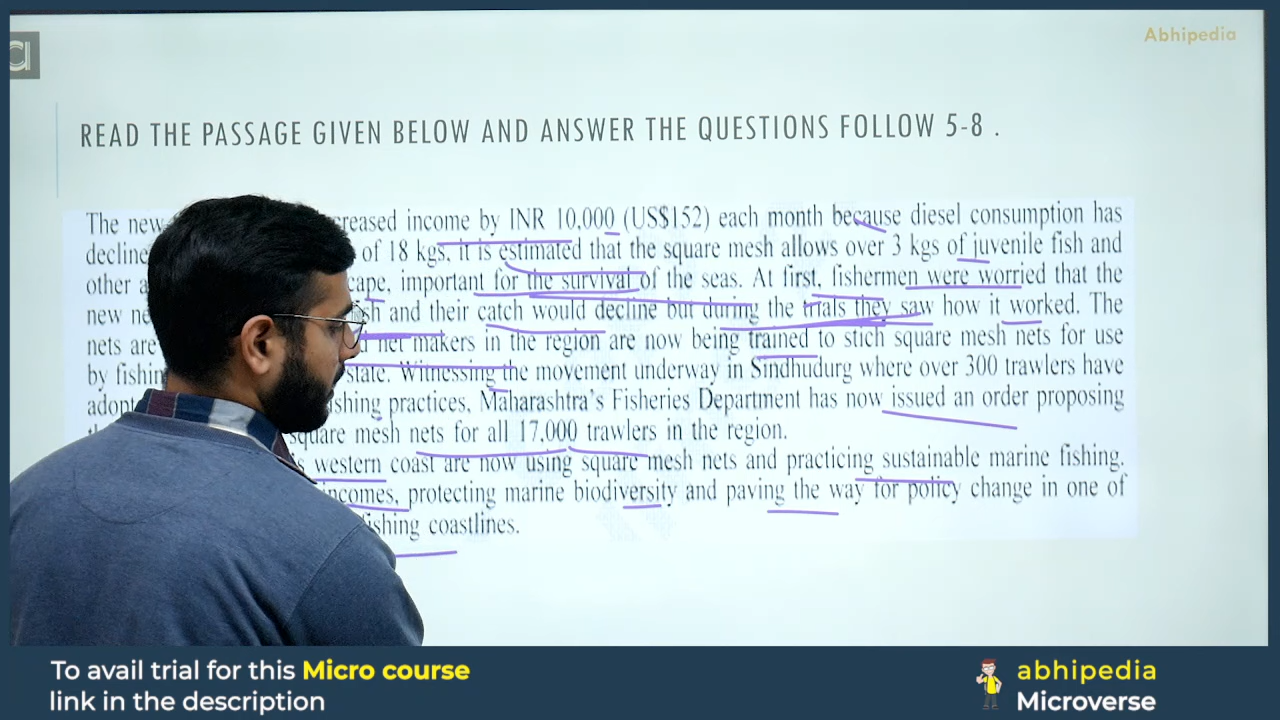 Abhipedia
READ THE PASSAGE GIVEN BELOW AND ANSWER THE QUESTIONS FOLLOW 5-8 .
The new creased income by INR 10,000 (US$152) each month because diesel consumption has
decline of 18 kgs, it is estimated that the square mesh allows over 3 kgs of juvenile fish and
other a cape, important for the survival of the seas. At first, fishermen were worried that the
new ne sh and their catch would decline but during the trials they saw how it worked. The
nets are net makers in the region are now being trained to stich square mesh nets for use
by fishin state. Witnessing the movement underway in Sindhudurg where over 300 trawlers have
adopt ishing practices, Maharashtra's Fisheries Department has now issued an order proposing
square mesh nets for all 17,000 trawlers in the region.
s western coast are now using square mesh nets and practicing sustainable marine fishing.
incomes, protecting marine biodiversity and paving the way for policy change in one of
fishing coastlines.
To avail trial for this Micro course
link in the description
abhipedia
Microverse